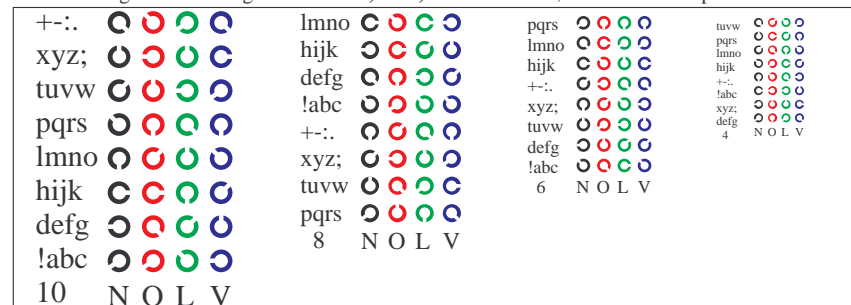 +-:.
xyz;
tuvw
pqrs
lmno
hijk
defg
!abc
10 N O L V
lmno
hijk
defg
!abc
+-:.
xyz;
tuvw
pqrs
8 N O L V
pqrs
lmno
hijk
+-:.
xyz;
tuvw
defg
!abc
6 N O L V
tuvw
pqrs
lmno
hijk
+-:.
!abc
xyz;
defg
4 N O L V